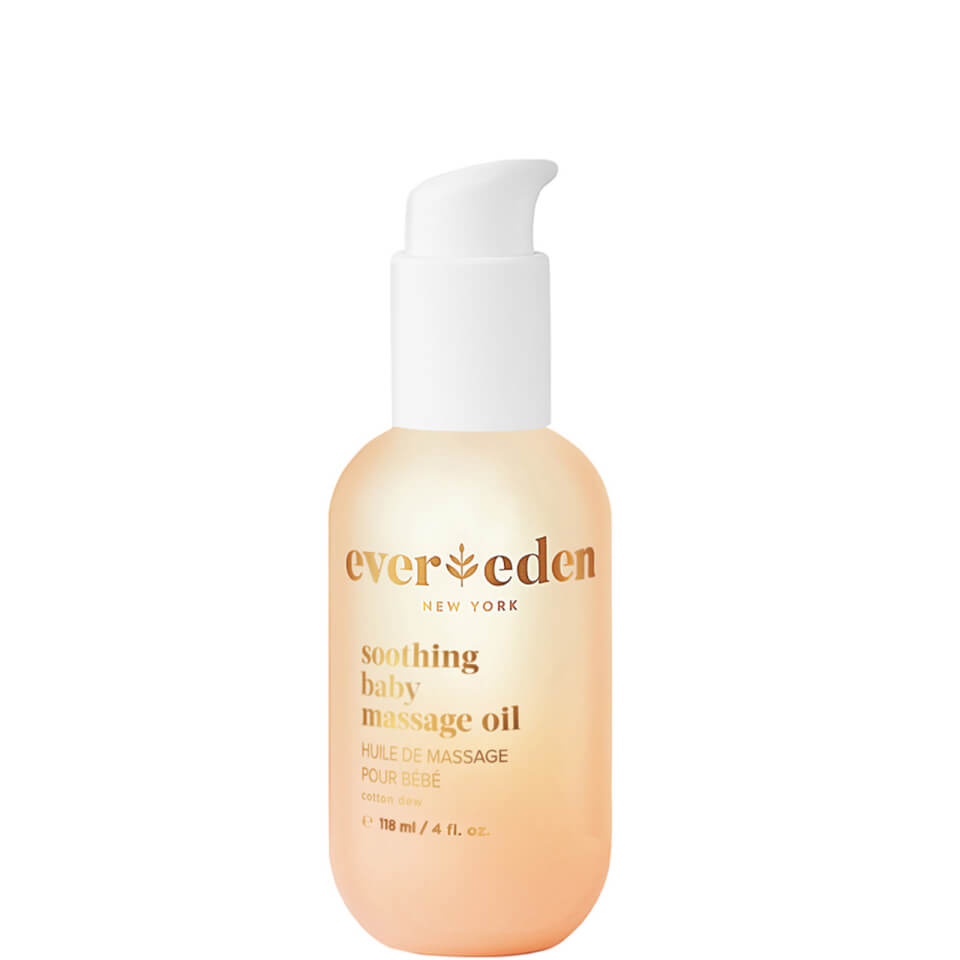 ever eden
NEW YORK
soothing
baby
massage oil
HUILE DE MASSAGE
POUR BÉBÉ
cotton dew
℮ 118 ml / 4 fl. oz.